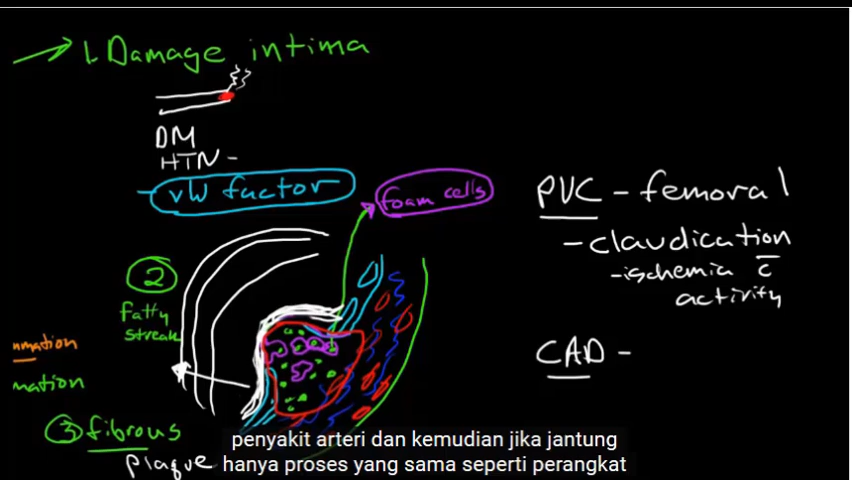 1. Damage intima
DM
HTN -
- vW factor
foam cells
2
fatty
streak
mmation
mation
3 fibrous
plaque
PVC - femoral
- claudication
- ischemia c̅
activity
CAD -
penyakit arteri dan kemudian jika jantung
hanya proses yang sama seperti perangkat